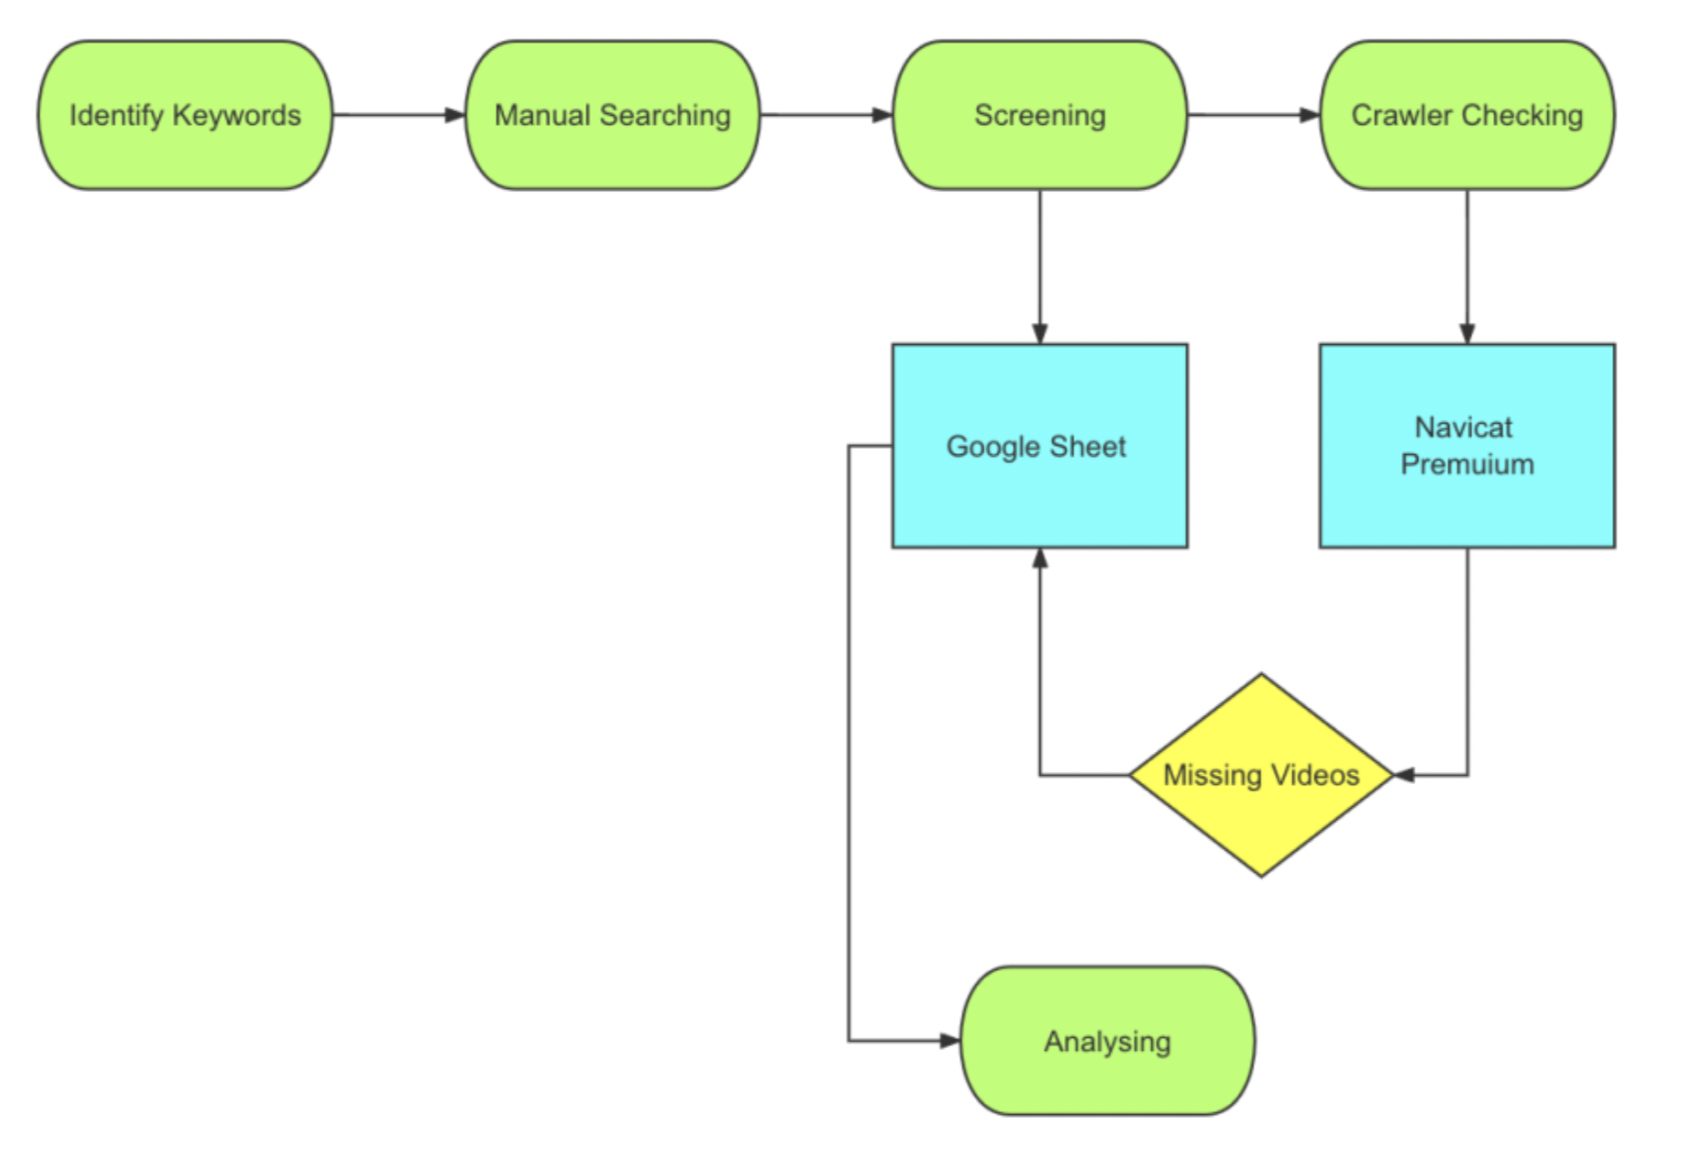 Identify Keywords
Manual Searching
Screening
Crawler Checking
Google Sheet
Navicat
Premuium
Missing Videos
Analysing